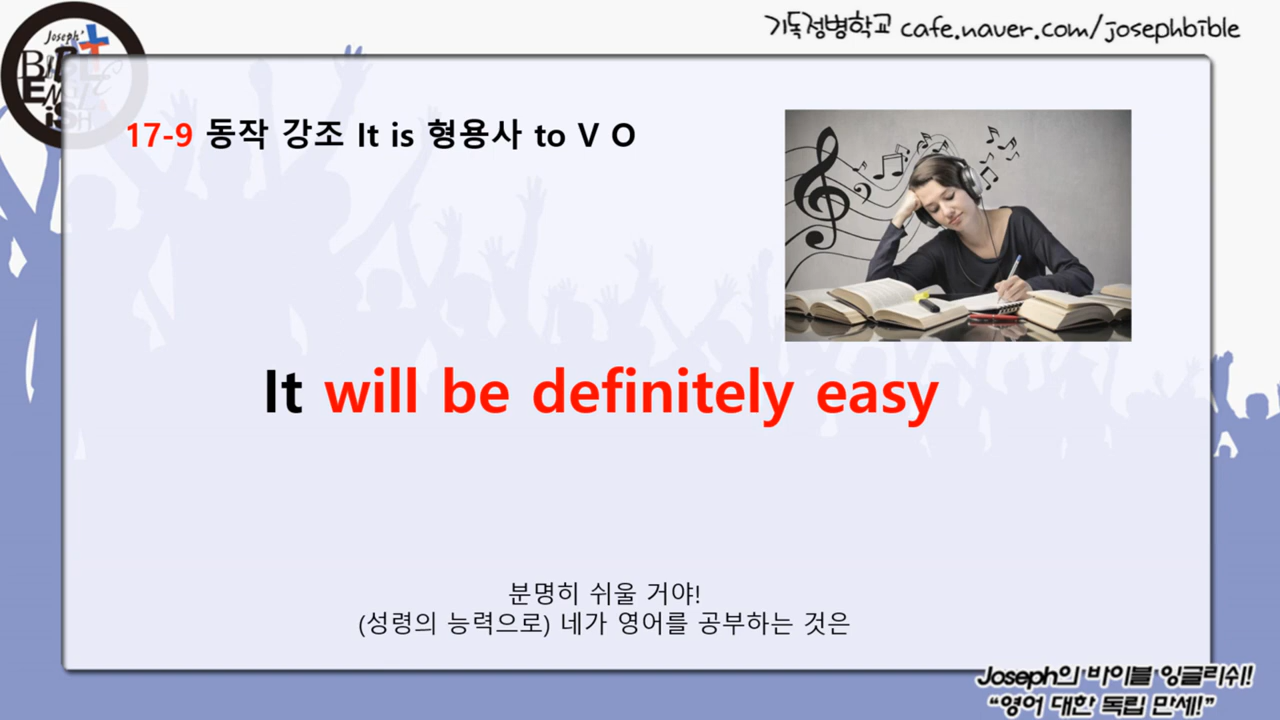 기독정병학교 cafe.naver.com/josephbible
Joseph'
BIBLE
ENGLISH
17-9 동작 강조 It is 형용사 to V O
It will be definitely easy
분명히 쉬울 거야!
(성령의 능력으로) 네가 영어를 공부하는 것은
Joseph의 바이블 잉글리쉬!
“영어 대한 독립 만세!”